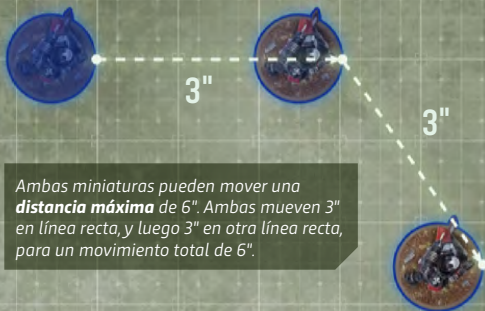 3"
3"
Ambas miniaturas pueden mover una
distancia máxima de 6". Ambas mueven 3"
en línea recta, y luego 3" en otra línea recta,
para un movimiento total de 6".